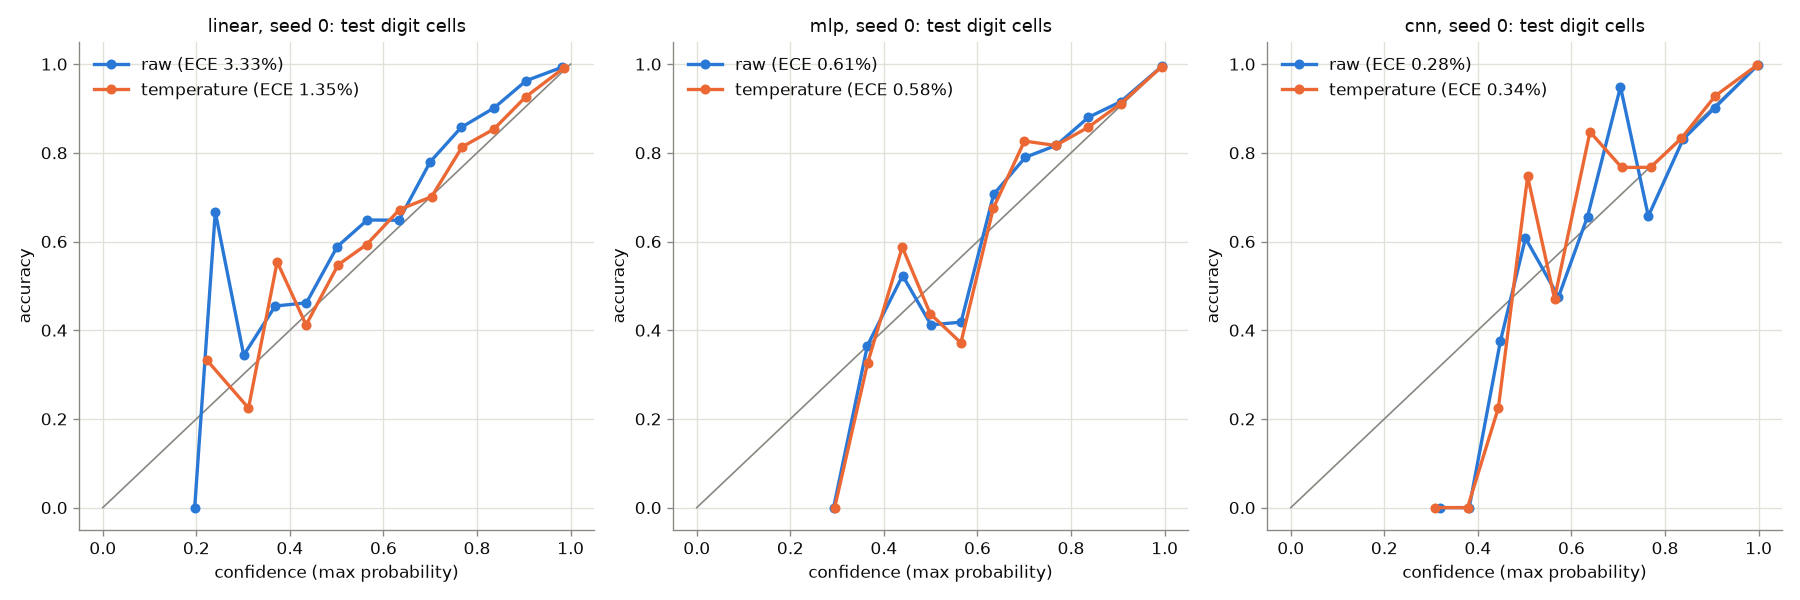 linear, seed 0: test digit cells
raw (ECE 3.33%)
temperature (ECE 1.35%)
1.0
0.8
0.6
0.4
0.2
0.0
accuracy
0.0 0.2 0.4 0.6 0.8 1.0
confidence (max probability)
mlp, seed 0: test digit cells
raw (ECE 0.61%)
temperature (ECE 0.58%)
1.0
0.8
0.6
0.4
0.2
0.0
accuracy
0.0 0.2 0.4 0.6 0.8 1.0
confidence (max probability)
cnn, seed 0: test digit cells
raw (ECE 0.28%)
temperature (ECE 0.34%)
1.0
0.8
0.6
0.4
0.2
0.0
accuracy
0.0 0.2 0.4 0.6 0.8 1.0
confidence (max probability)